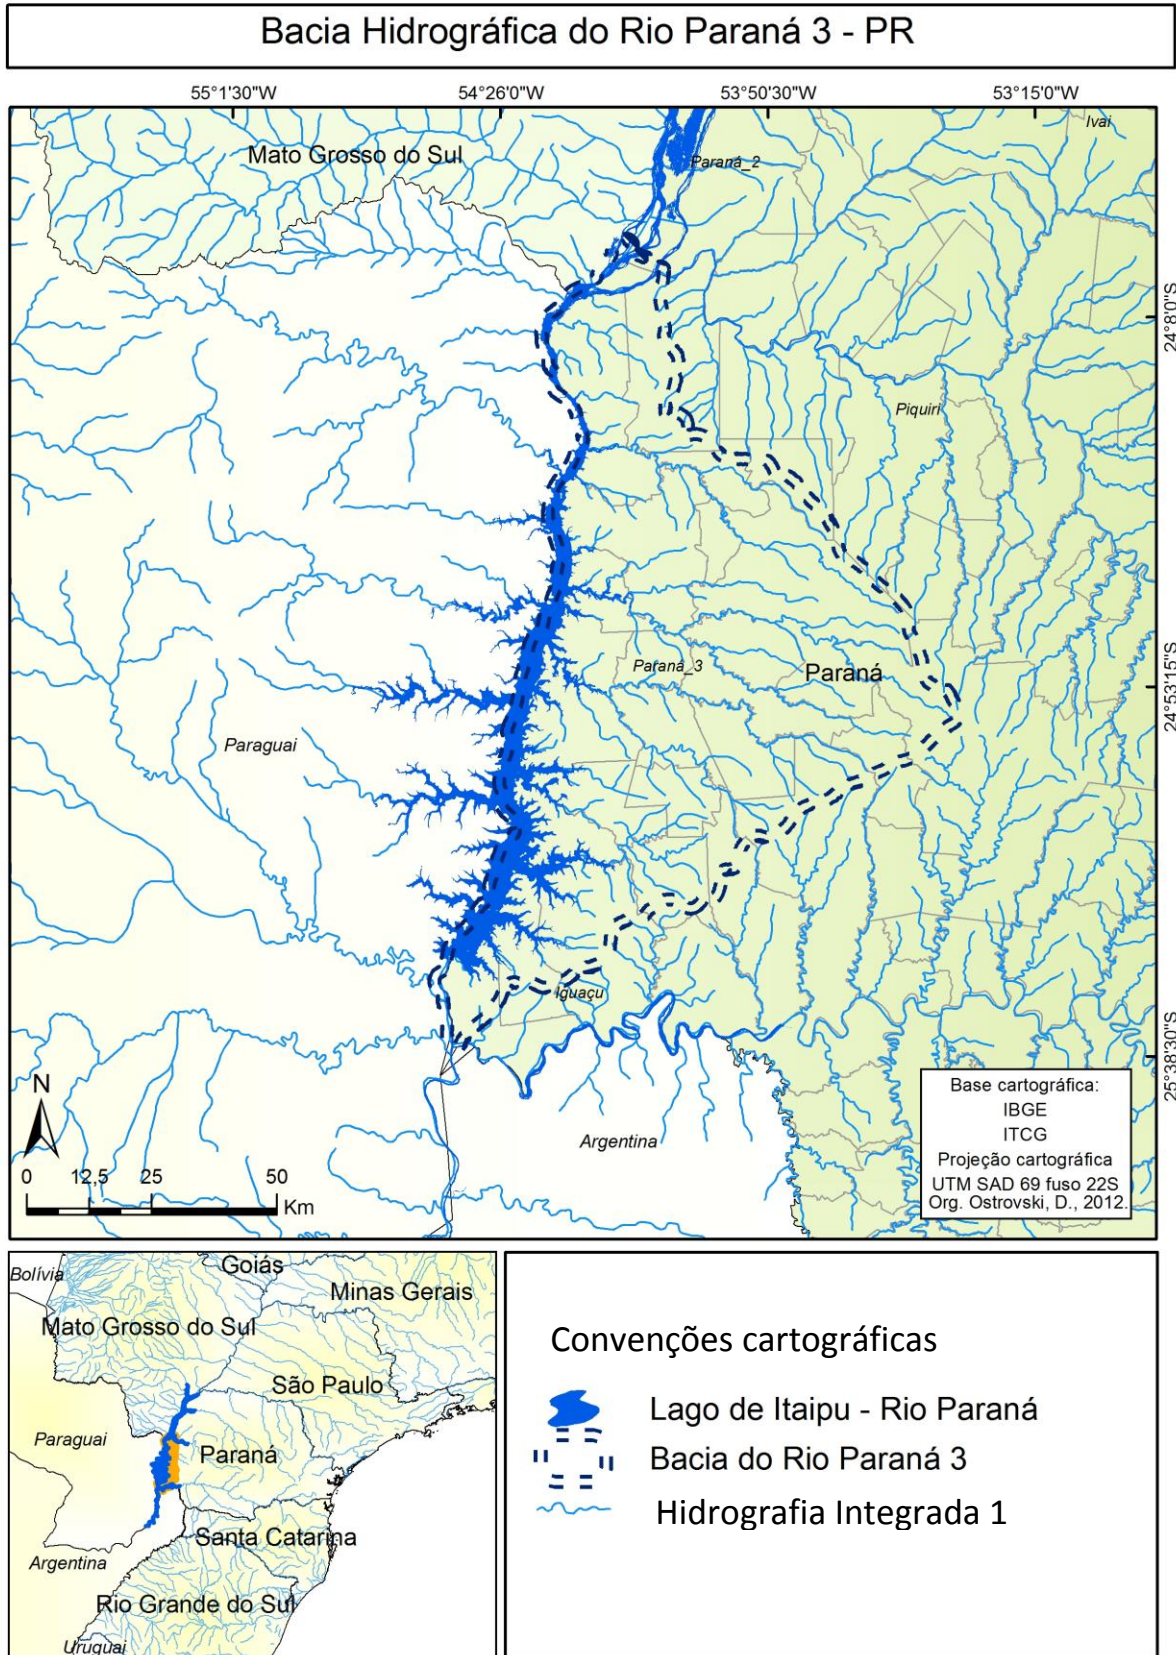 Bacia Hidrográfica do Rio Paraná 3 - PR
55°1'30"W
54°26'0"W
53°50'30"W
53°15'0"W
Ivai
Mato Grosso do Sul
Paraná_2
24°8'0"S
Piquiri
Paraná_3
Paraná
24°53'15"S
Paraguai
Iguaçu
25°38'30"S
Argentina
N
0 12,5 25 50
Km
Base cartográfica:
IBGE
ITCG
Projeção cartográfica
UTM SAD 69 fuso 22S
Org. Ostrovski, D., 2012.
Bolívia
Goiás
Minas Gerais
Mato Grosso do Sul
São Paulo
Paraguai
Paraná
Santa Catarina
Argentina
Rio Grande do Sul
Uruguai
Convenções cartográficas
Lago de Itaipu - Rio Paraná
Bacia do Rio Paraná 3
Hidrografia Integrada 1